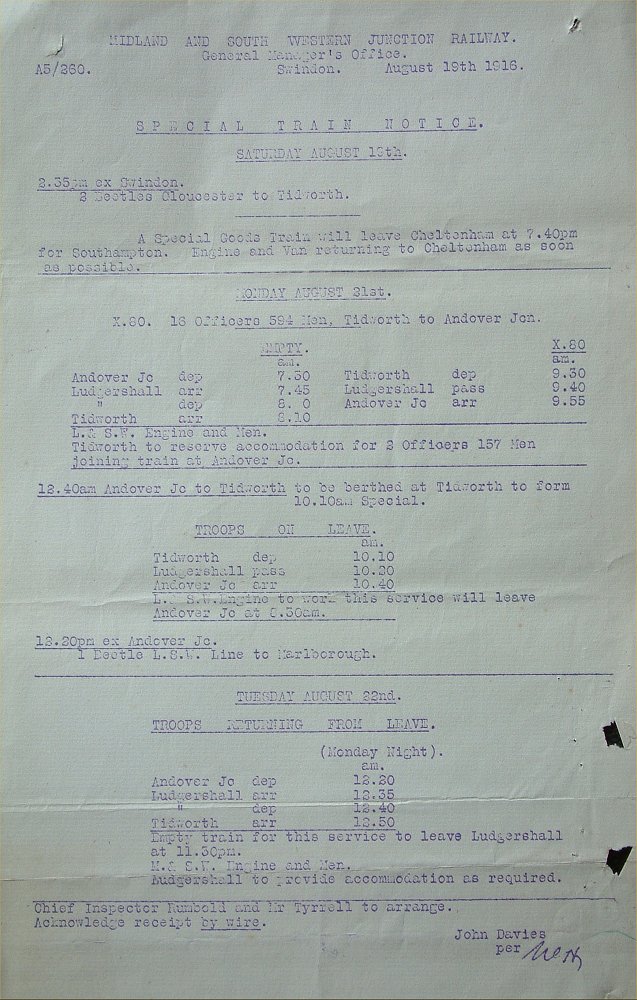 MIDLAND AND SOUTH WESTERN JUNCTION RAILWAY.
General Manager's Office.
A5/260. Swindon. August 19th 1916.
SPECIAL TRAIN NOTICE.
SATURDAY AUGUST 19th.
2.35pm ex Swindon.
2 Beetles Gloucester to Tidworth.
A Special Goods Train will leave Cheltenham at 7.40pm
for Southampton. Engine and Van returning to Cheltenham as soon
as possible.
MONDAY AUGUST 21st.
X.80. 16 Officers 594 Men, Tidworth to Andover Jcn.
EMPTY. X.80
am. am.
Andover Jc dep 7.30 Tidworth dep 9.30
Ludgershall arr 7.45 Ludgershall pass 9.40
" dep 8. 0 Andover Jc arr 9.55
Tidworth arr 8.10
L.& S.W. Engine and Men.
Tidworth to reserve accommodation for 2 Officers 157 Men
joining train at Andover Jc.
12.40am Andover Jc to Tidworth to be berthed at Tidworth to form
10.10am Special.
TROOPS ON LEAVE.
am.
Tidworth dep 10.10
Ludgershall pass 10.20
Andover Jc arr 10.40
L.& S.W.Engine to work this service will leave
Andover Jc at 8.50am.
12.20pm ex Andover Jc.
1 Beetle L.S.W. Line to Marlborough.
TUESDAY AUGUST 22nd.
TROOPS RETURNING FROM LEAVE.
(Monday Night).
am.
Andover Jc dep 12.20
Ludgershall arr 12.35
" dep 12.40
Tidworth arr 12.50
Empty train for this service to leave Ludgershall
at 11.30pm.
M.& S.W. Engine and Men.
Ludgershall to provide accommodation as required.
Chief Inspector Rumbold and Mr Tyrrell to arrange.
Acknowledge receipt by wire.
John Davies
per